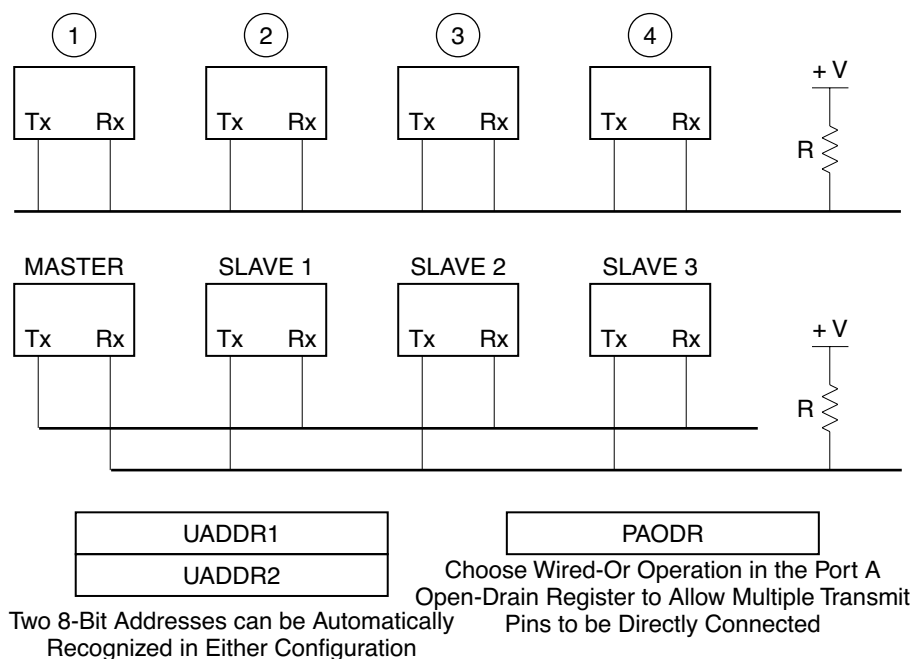 1 2 3 4
+ V
Tx Rx Tx Rx Tx Rx Tx Rx
R
MASTER SLAVE 1 SLAVE 2 SLAVE 3
+ V
Tx Rx Tx Rx Tx Rx Tx Rx
R
UADDR1
UADDR2
Two 8-Bit Addresses can be Automatically
Recognized in Either Configuration
PAODR
Choose Wired-Or Operation in the Port A
Open-Drain Register to Allow Multiple Transmit
Pins to be Directly Connected